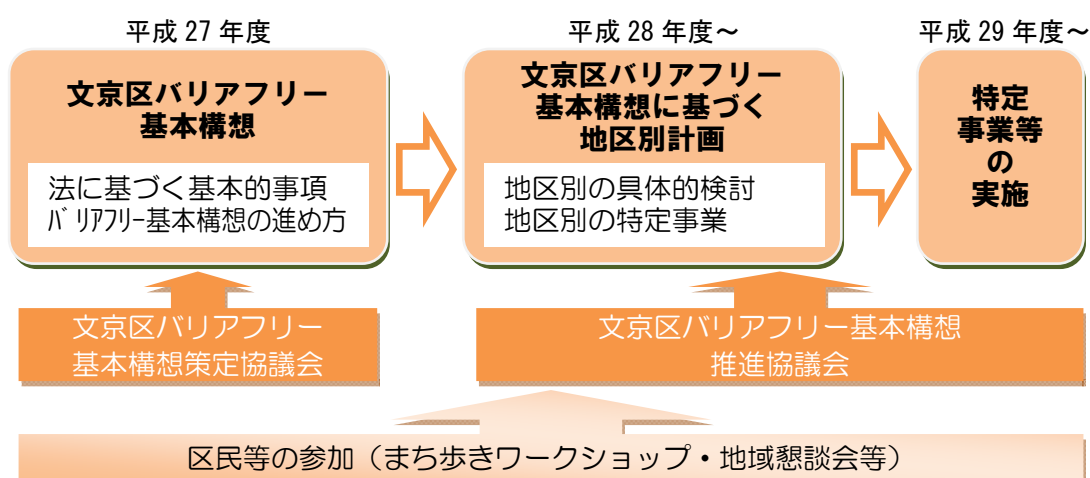 平成 27 年度
文京区バリアフリー
基本構想
法に基づく基本的事項
ﾊﾞﾘｱﾌﾘｰ基本構想の進め方
平成 28 年度～
文京区バリアフリー
基本構想に基づく
地区別計画
地区別の具体的検討
地区別の特定事業
平成 29 年度～
特定
事業等
の
実施
文京区バリアフリー
基本構想策定協議会
文京区バリアフリー基本構想
推進協議会
区民等の参加（まち歩きワークショップ・地域懇談会等）